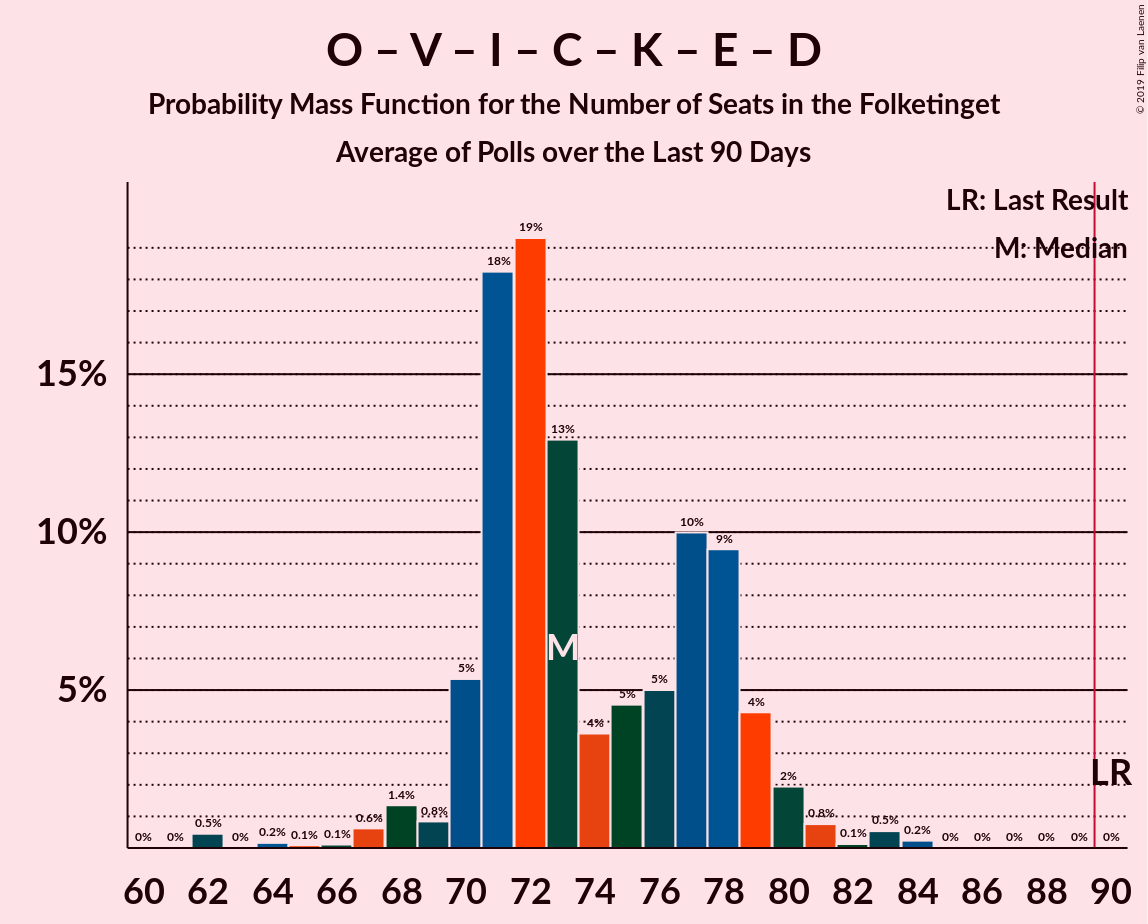 O – V – I – C – K – E – D
Probability Mass Function for the Number of Seats in the Folketinget
Average of Polls over the Last 90 Days
© 2019 Filip van Laenen
LR: Last Result
M: Median
19%
18%
15%
13%
10%
10%
9%
M
5%
5%
5%
5%
4%
4%
LR
2%
1.4%
0.8%
0.8%
0.6%
0.5%
0.5%
0% 0% 0% 0.2% 0.1% 0.1% 0.1% 0.2% 0% 0% 0% 0% 0% 0%
60 62 64 66 68 70 72 74 76 78 80 82 84 86 88 90